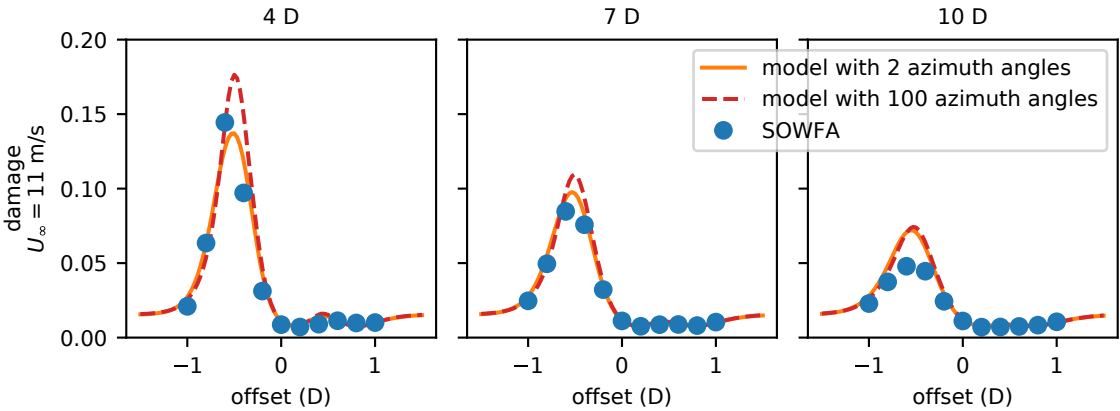 4 D
7 D
10 D
0.20
0.15
0.10
0.05
0.00
damage
U∞ = 11 m/s
model with 2 azimuth angles
model with 100 azimuth angles
SOWFA
−1 0 1
−1 0 1
−1 0 1
offset (D)
offset (D)
offset (D)